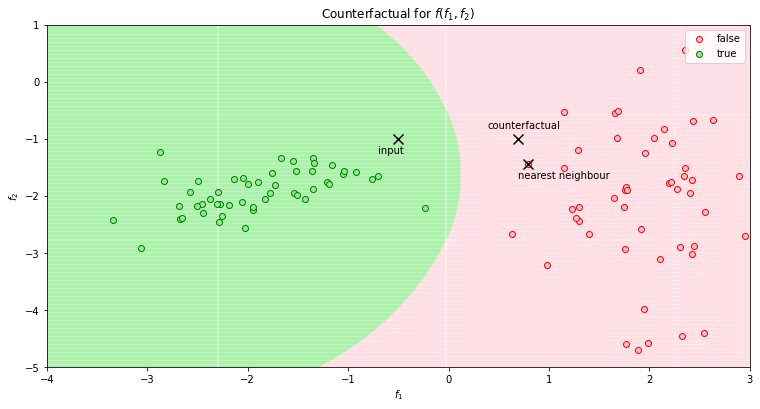 Counterfactual for f(f₁, f₂)
false
true
counterfactual
input
nearest neighbour
f₂
1
0
−1
−2
−3
−4
−5
−4 −3 −2 −1 0 1 2 3
f₁